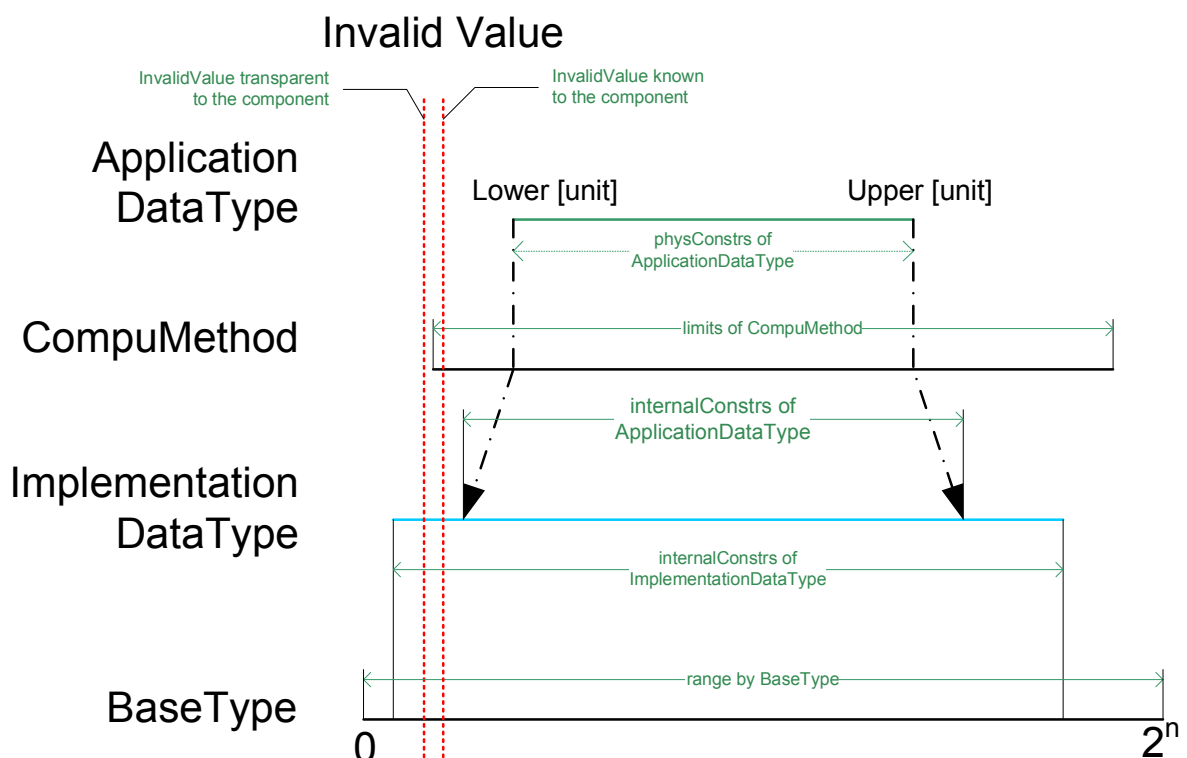 Invalid Value
InvalidValue transparent
to the component
InvalidValue known
to the component
Application
DataType
Lower [unit]
Upper [unit]
physConstrs of
ApplicationDataType
CompuMethod
limits of CompuMethod
internalConstrs of
ApplicationDataType
Implementation
DataType
internalConstrs of
ImplementationDataType
range by BaseType
BaseType
0
2ⁿ